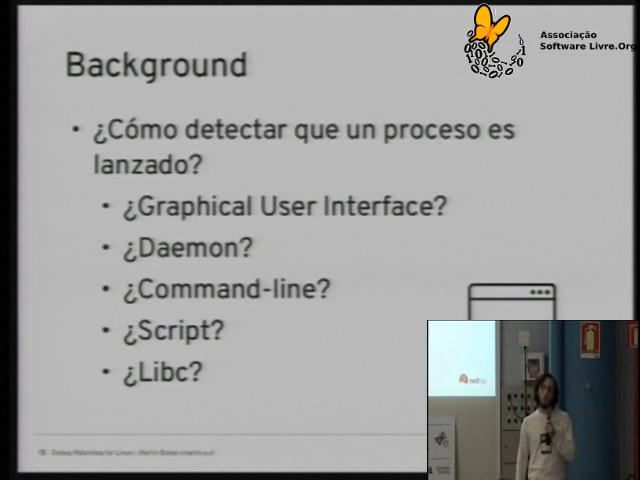 Associação
Software Livre.Org
Background
• ¿Cómo detectar que un proceso es
lanzado?
• ¿Graphical User Interface?
• ¿Daemon?
• ¿Command-line?
• ¿Script?
• ¿Libc?
15